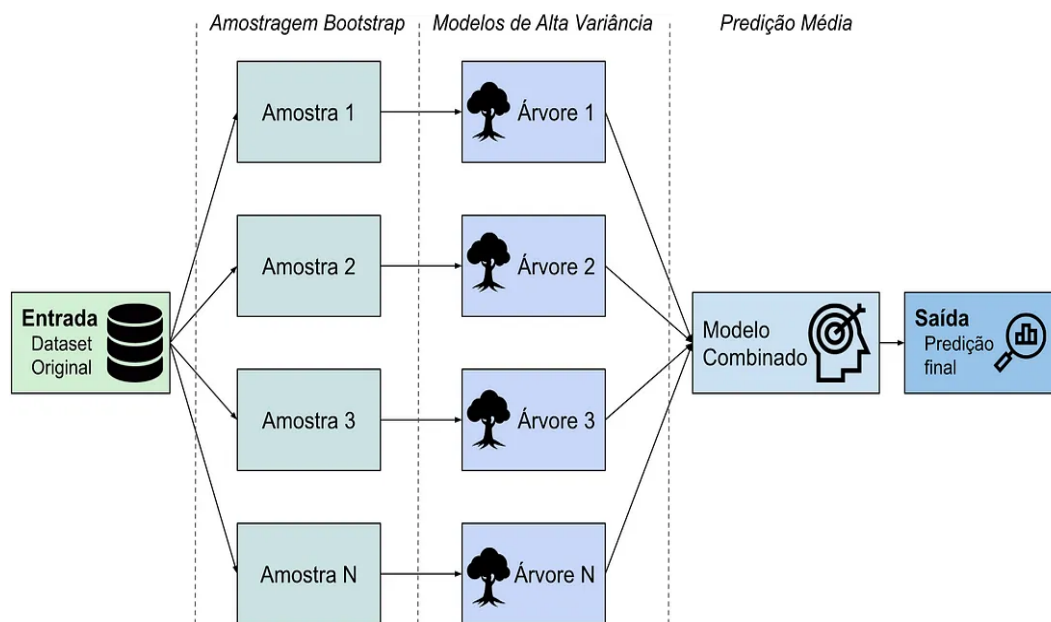 Amostragem Bootstrap
Modelos de Alta Variância
Predição Média
Amostra 1
Árvore 1
Amostra 2
Árvore 2
Entrada
Dataset
Original
Modelo
Combinado
Saída
Predição
final
Amostra 3
Árvore 3
Amostra N
Árvore N